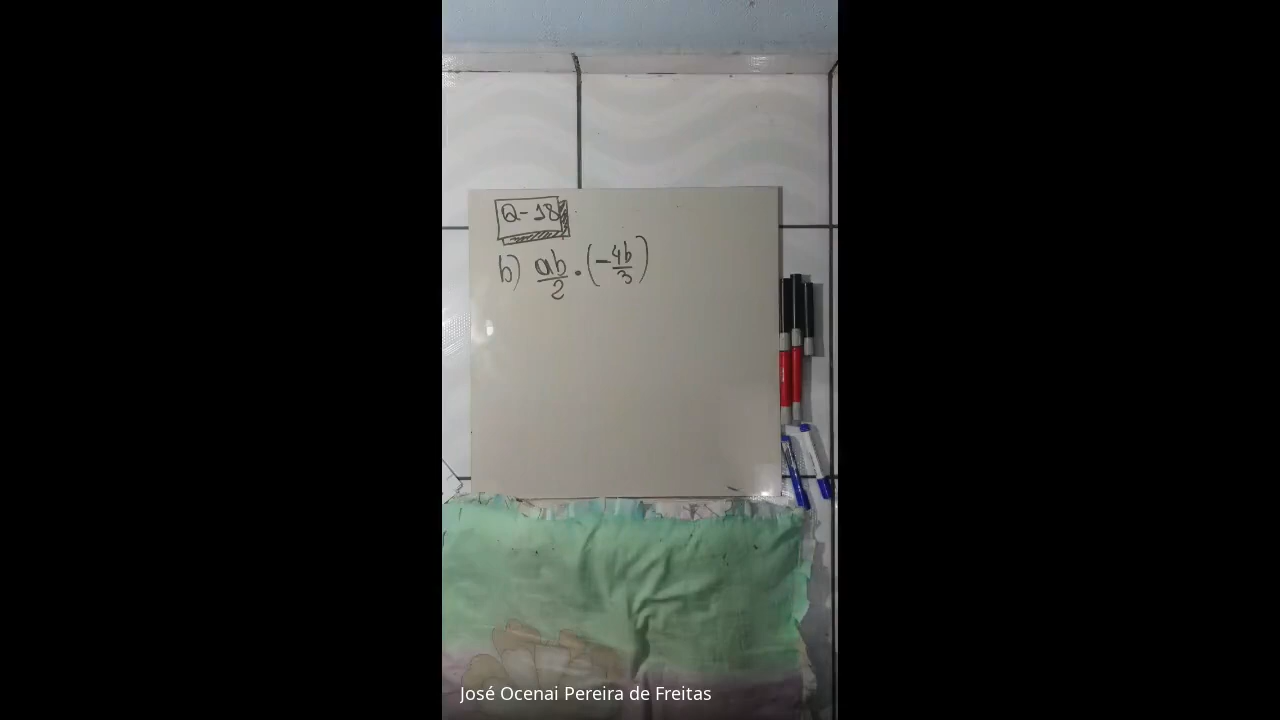 Q-18
b) ab/2 . (-4b/3)
José Ocenai Pereira de Freitas